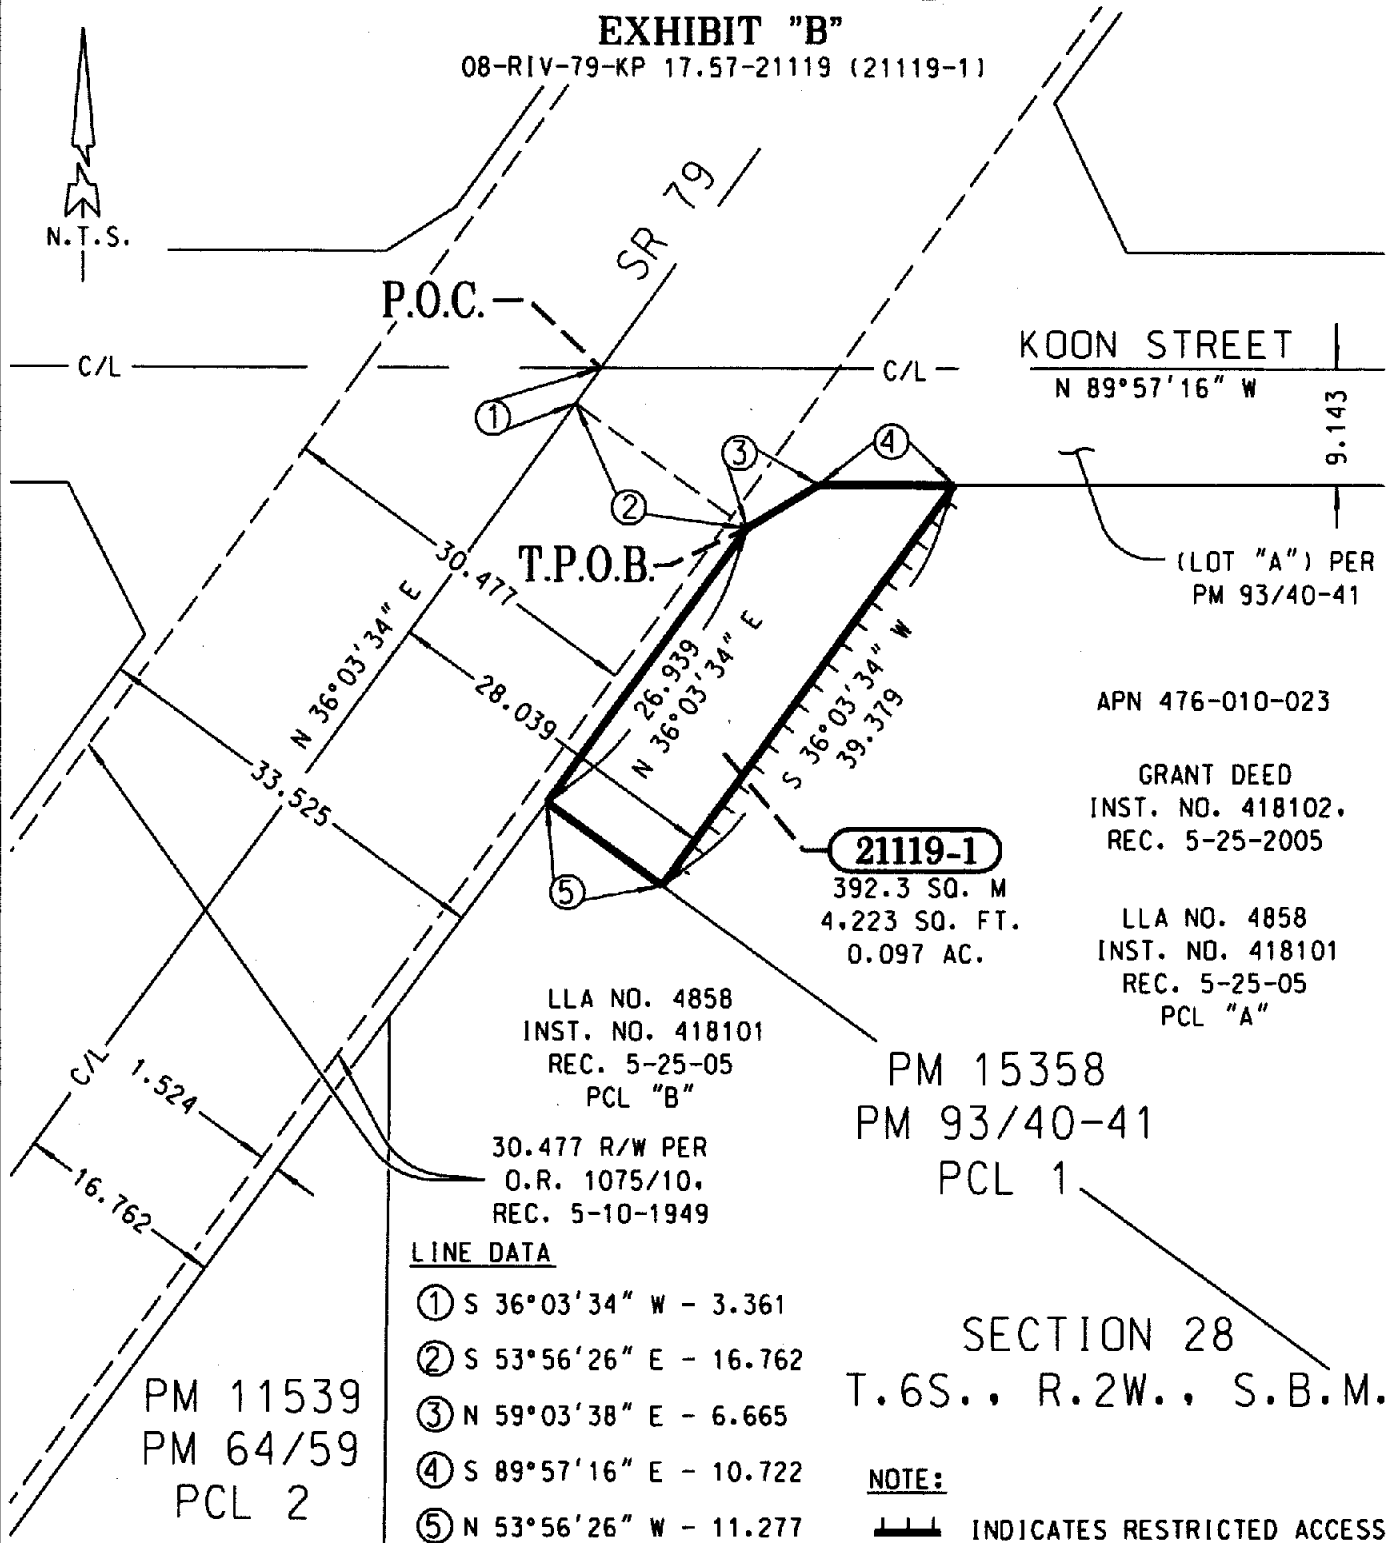 EXHIBIT "B"
08-RIV-79-KP 17.57-21119 (21119-1)
N.T.S.
SR 79
P.O.C.
C/L
C/L
KOON STREET
N 89°57'16" W
9.143
1
2
3
4
T.P.O.B.
30.477
N 36°03'34" E
28.039
26.939
N 36°03'34" E
S 36°03'34" W
39.379
33.525
(LOT "A") PER
PM 93/40-41
APN 476-010-023
GRANT DEED
INST. NO. 418102,
REC. 5-25-2005
21119-1
392.3 SQ. M
4,223 SQ. FT.
0.097 AC.
5
LLA NO. 4858
INST. NO. 418101
REC. 5-25-05
PCL "A"
LLA NO. 4858
INST. NO. 418101
REC. 5-25-05
PCL "B"
C/L
1.524
16.762
30.477 R/W PER
O.R. 1075/10,
REC. 5-10-1949
PM 15358
PM 93/40-41
PCL 1
LINE DATA
1 S 36°03'34" W - 3.361
2 S 53°56'26" E - 16.762
3 N 59°03'38" E - 6.665
4 S 89°57'16" E - 10.722
5 N 53°56'26" W - 11.277
PM 11539
PM 64/59
PCL 2
SECTION 28
T.6S., R.2W., S.B.M.
NOTE:
INDICATES RESTRICTED ACCESS